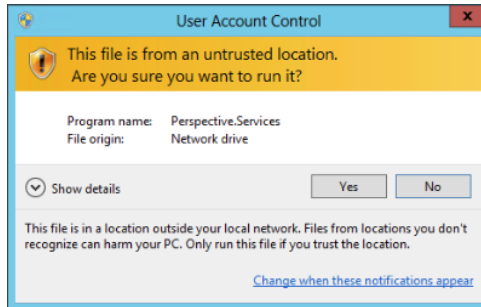 User Account Control
x
This file is from an untrusted location.
Are you sure you want to run it?
Program name: Perspective.Services
File origin: Network drive
Show details
Yes
No
This file is in a location outside your local network. Files from locations you don't
recognize can harm your PC. Only run this file if you trust the location.
Change when these notifications appear